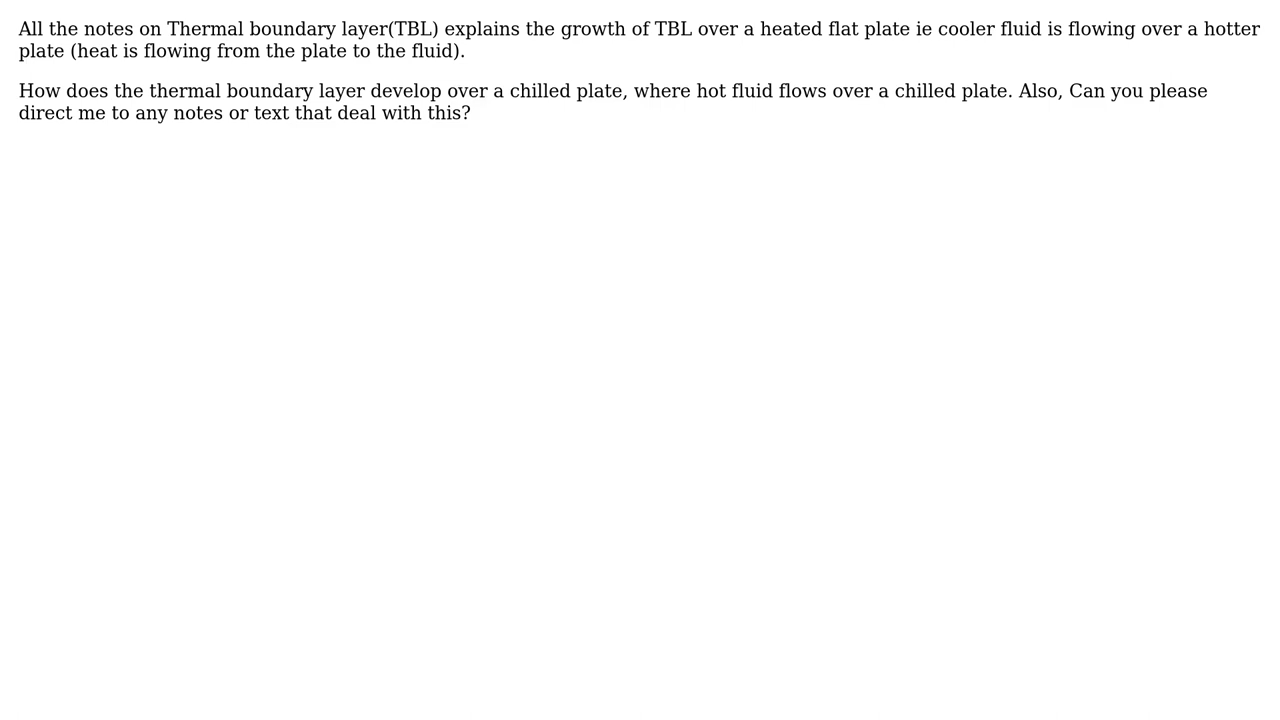 All the notes on Thermal boundary layer(TBL) explains the growth of TBL over a heated flat plate ie cooler fluid is flowing over a hotter
plate (heat is flowing from the plate to the fluid).
How does the thermal boundary layer develop over a chilled plate, where hot fluid flows over a chilled plate. Also, Can you please
direct me to any notes or text that deal with this?